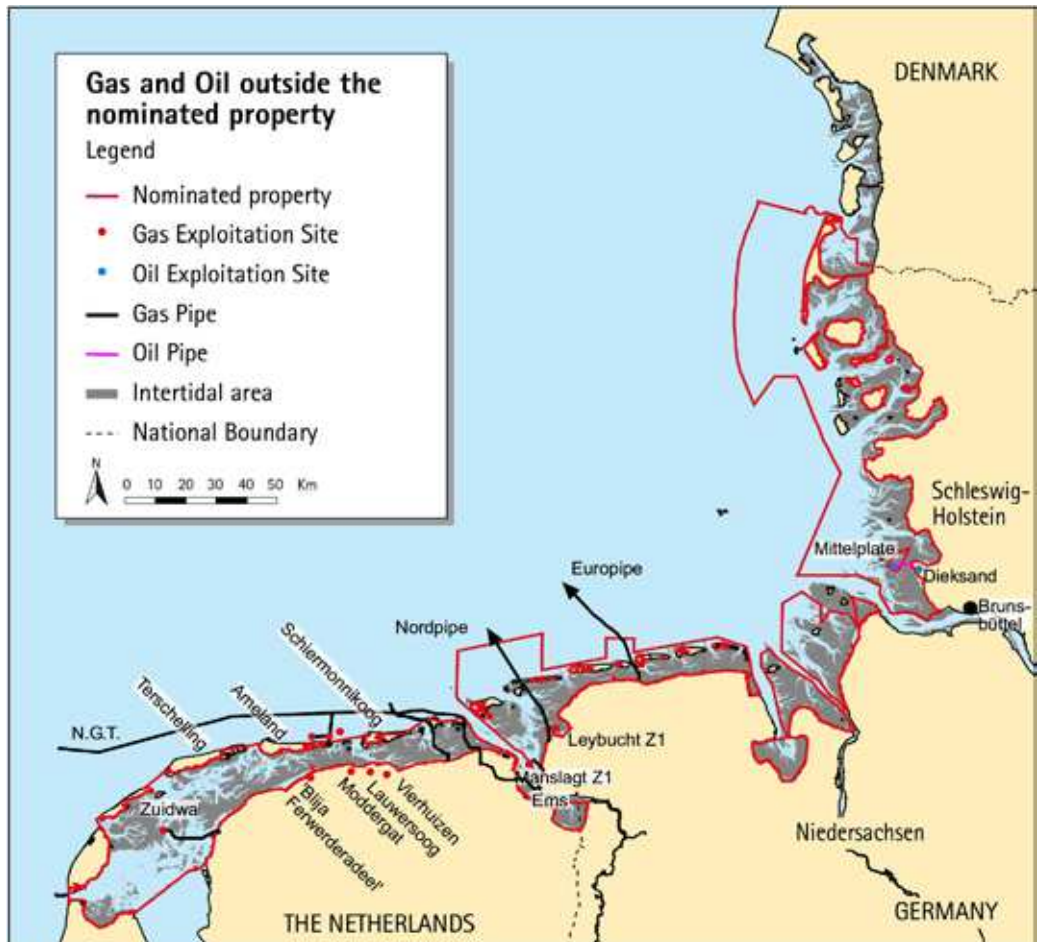 Gas and Oil outside the
nominated property
Legend
Nominated property
Gas Exploitation Site
Oil Exploitation Site
Gas Pipe
Oil Pipe
Intertidal area
National Boundary
N
0 10 20 30 40 50 Km
DENMARK
Schleswig-
Holstein
Mittelplate
Dieksand
Bruns-
büttel
Europipe
Nordpipe
Schiermonnikoog
Ameland
Terschelling
N.G.T.
Leybucht Z1
Manslagt Z1
Ems
Zuidwal
'Blija
Ferwerderadeel'
Moddergat
Lauwersoog
Vierhuizen
Niedersachsen
THE NETHERLANDS
GERMANY